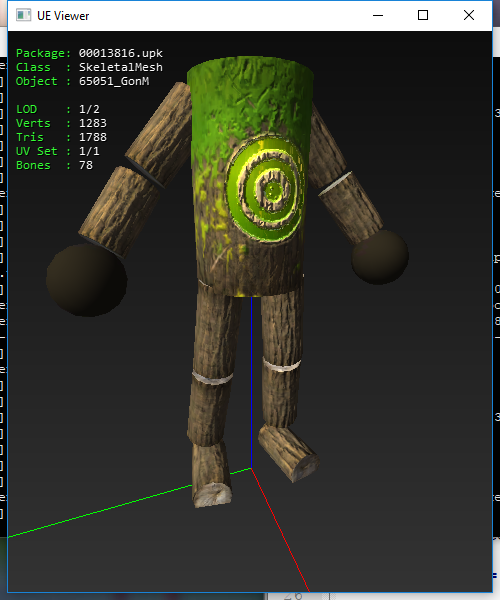 UE Viewer
Package: 00013816.upk
Class : SkeletalMesh
Object : 65051_GonM
LOD : 1/2
Verts : 1283
Tris : 1788
UV Set : 1/1
Bones : 78